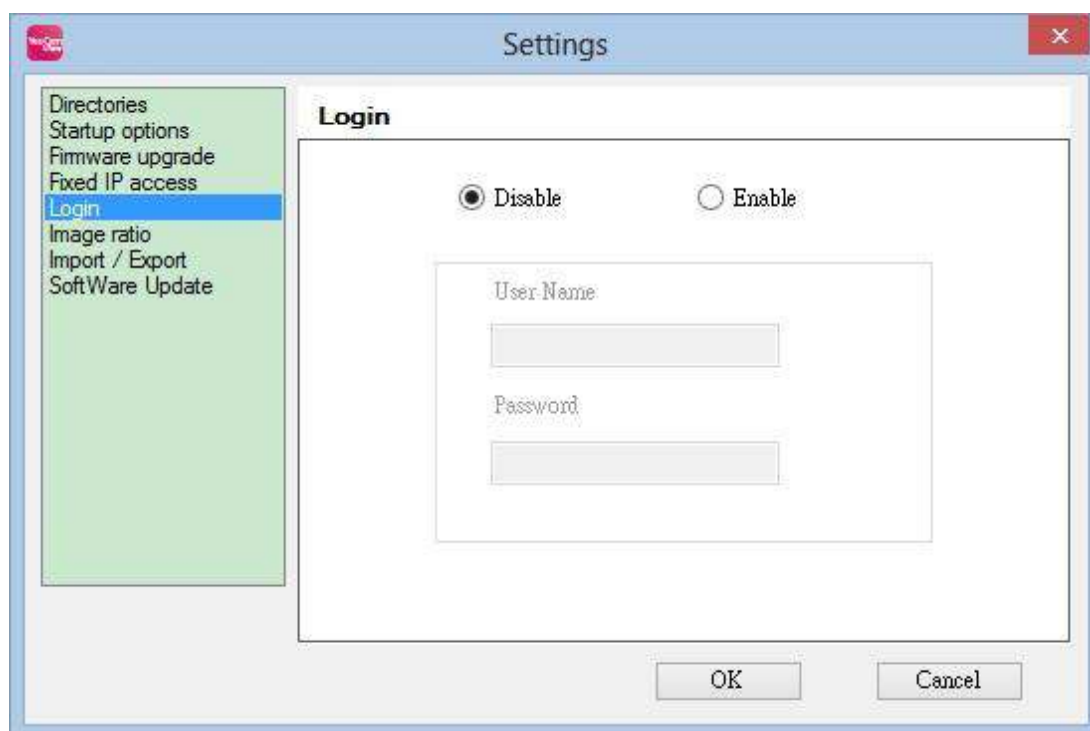 Settings
Directories
Startup options
Firmware upgrade
Fixed IP access
Login
Image ratio
Import / Export
SoftWare Update
Login
Disable
Enable
User Name
Password
OK
Cancel